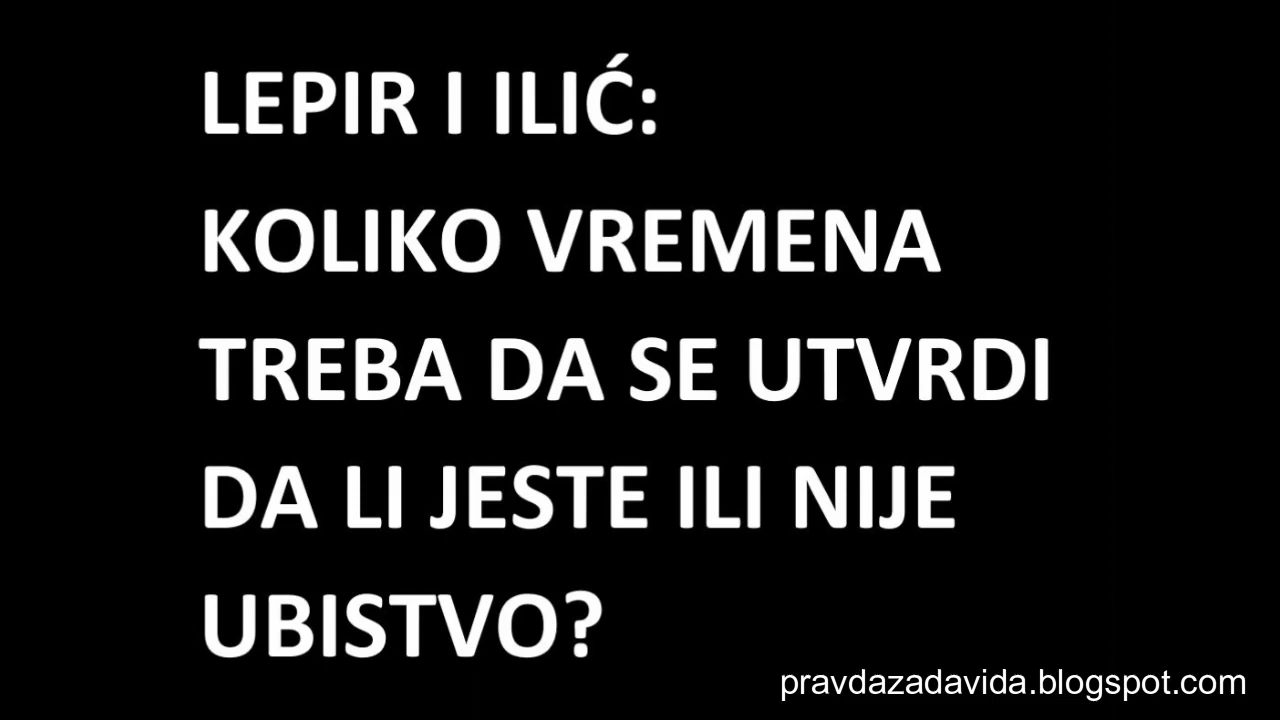 LEPIR I ILIĆ:
KOLIKO VREMENA
TREBA DA SE UTVRDI
DA LI JESTE ILI NIJE
UBISTVO?
pravdazadavida.blogspot.com